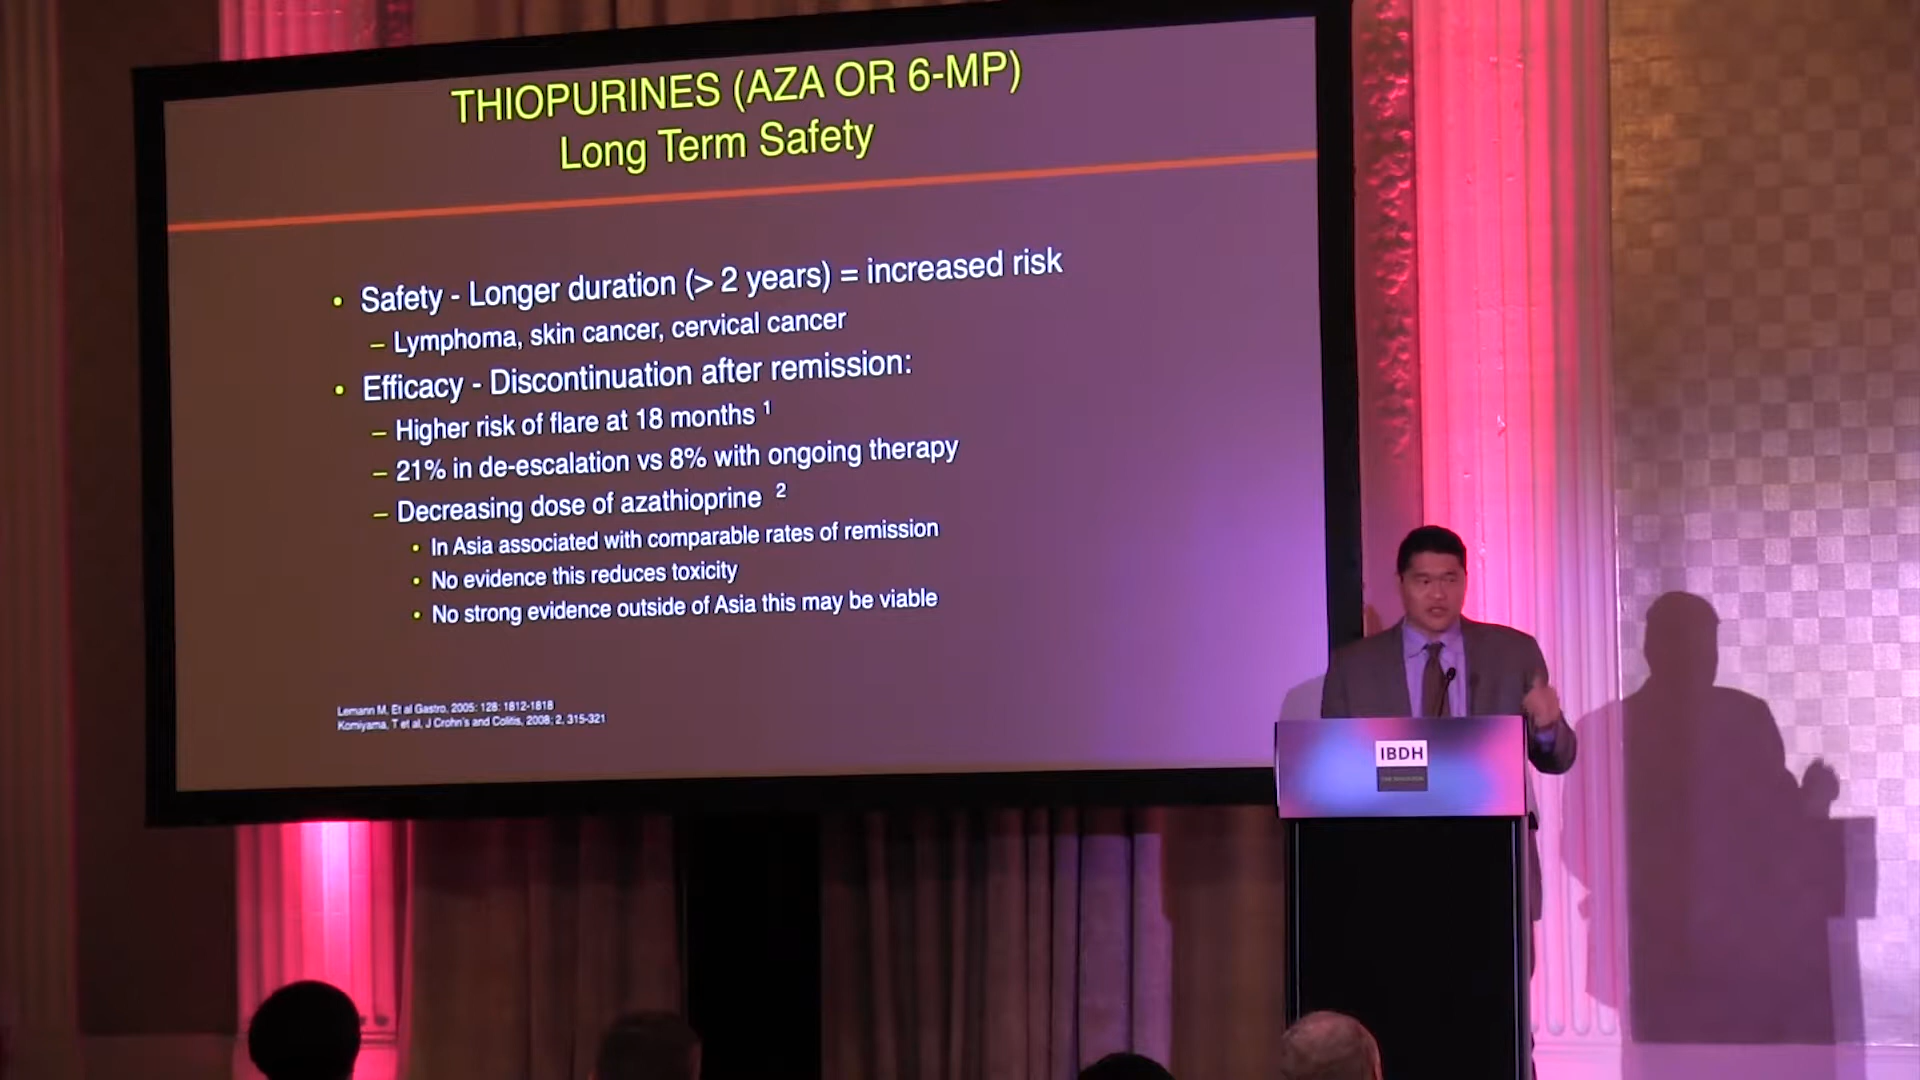 THIOPURINES (AZA OR 6-MP)
Long Term Safety
• Safety - Longer duration (> 2 years) = increased risk
– Lymphoma, skin cancer, cervical cancer
• Efficacy - Discontinuation after remission:
– Higher risk of flare at 18 months 1
– 21% in de-escalation vs 8% with ongoing therapy
– Decreasing dose of azathioprine 2
• In Asia associated with comparable rates of remission
• No evidence this reduces toxicity
• No strong evidence outside of Asia this may be viable
Lemann M, Et al Gastro, 2005: 128: 1812-1818
Komiyama, T et al, J Crohn's and Colitis, 2008; 2, 315-321
IBDH